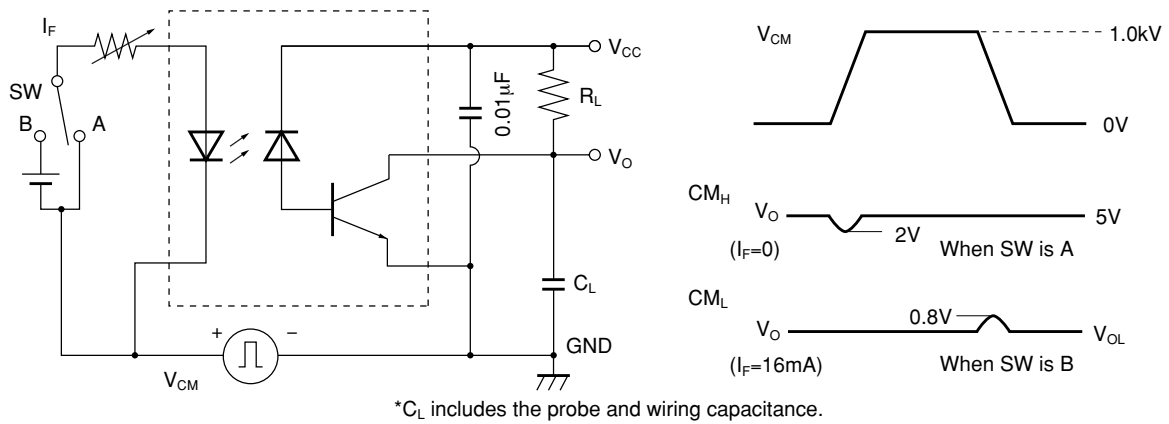 I_F
SW
B
A
0.01µF
V_CC
R_L
V_O
C_L
GND
+
−
V_CM
V_CM
1.0kV
0V
CM_H
V_O
5V
2V
(I_F=0)
When SW is A
CM_L
V_O
0.8V
V_OL
(I_F=16mA)
When SW is B
*C_L includes the probe and wiring capacitance.